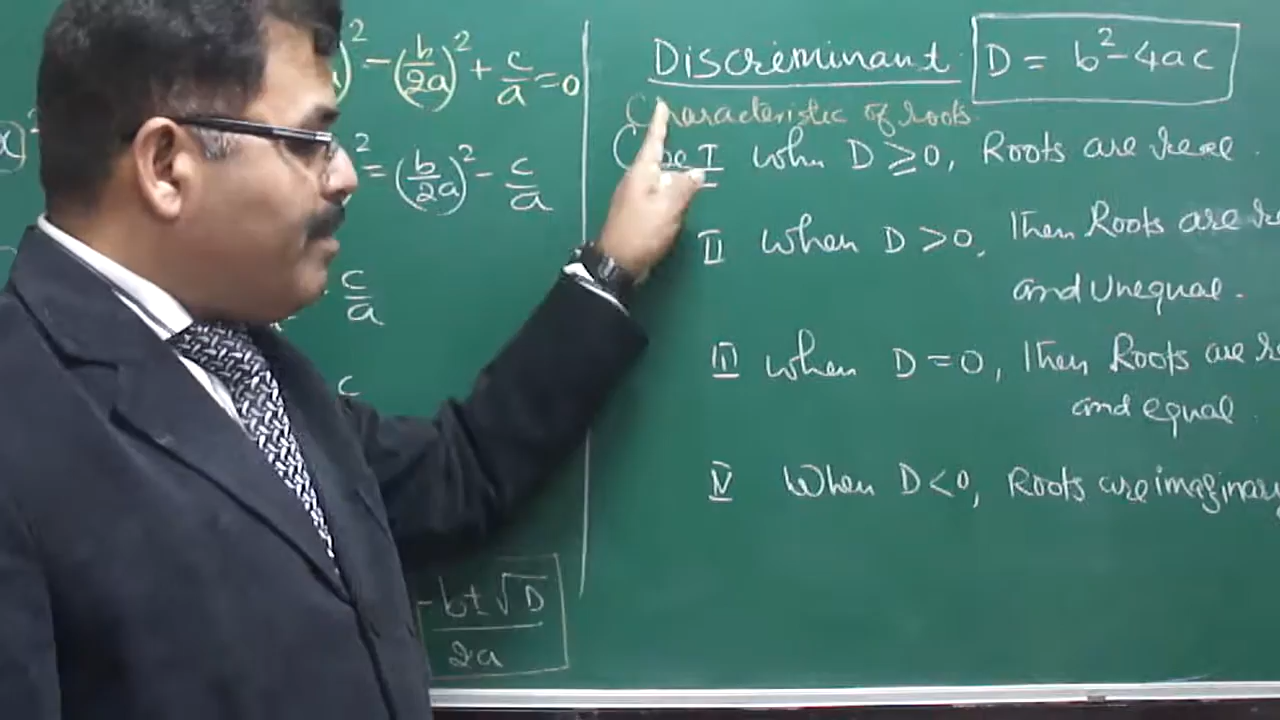 )² - (b/2a)² + c/a = 0
² = (b/2a)² - c/a
c/a
c
-b ± √D / 2a
Discreminant D = b² - 4ac
Characteristic of roots
Case I when D ≥ 0, Roots are real.
II When D > 0, Then Roots are
and Unequal.
III When D = 0, Then Roots are
and equal.
IV When D < 0, Roots are imaginary